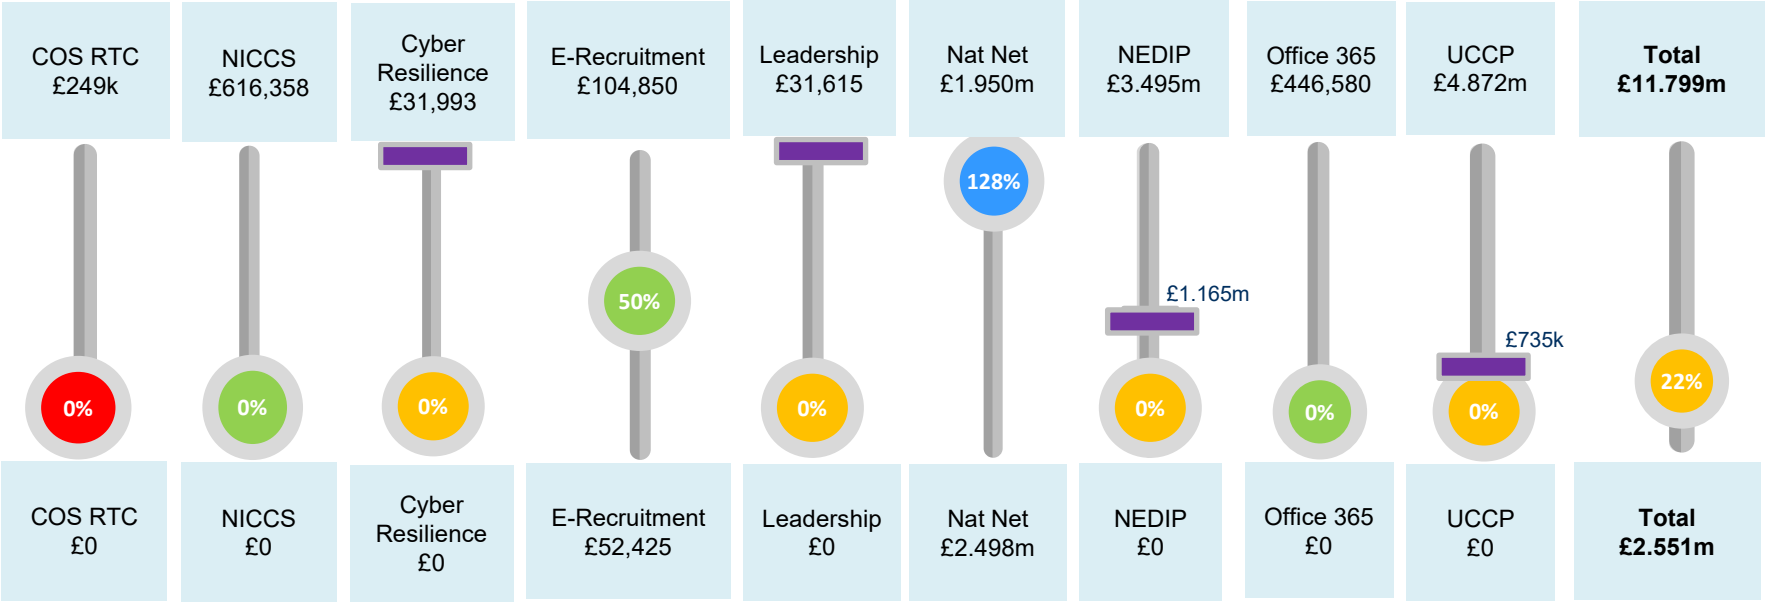 COS RTC
£249k
NICCS
£616,358
Cyber
Resilience
£31,993
E-Recruitment
£104,850
Leadership
£31,615
Nat Net
£1.950m
NEDIP
£3.495m
Office 365
£446,580
UCCP
£4.872m
Total
£11.799m
0%
0%
0%
50%
0%
128%
£1.165m
0%
0%
£735k
0%
22%
COS RTC
£0
NICCS
£0
Cyber
Resilience
£0
E-Recruitment
£52,425
Leadership
£0
Nat Net
£2.498m
NEDIP
£0
Office 365
£0
UCCP
£0
Total
£2.551m